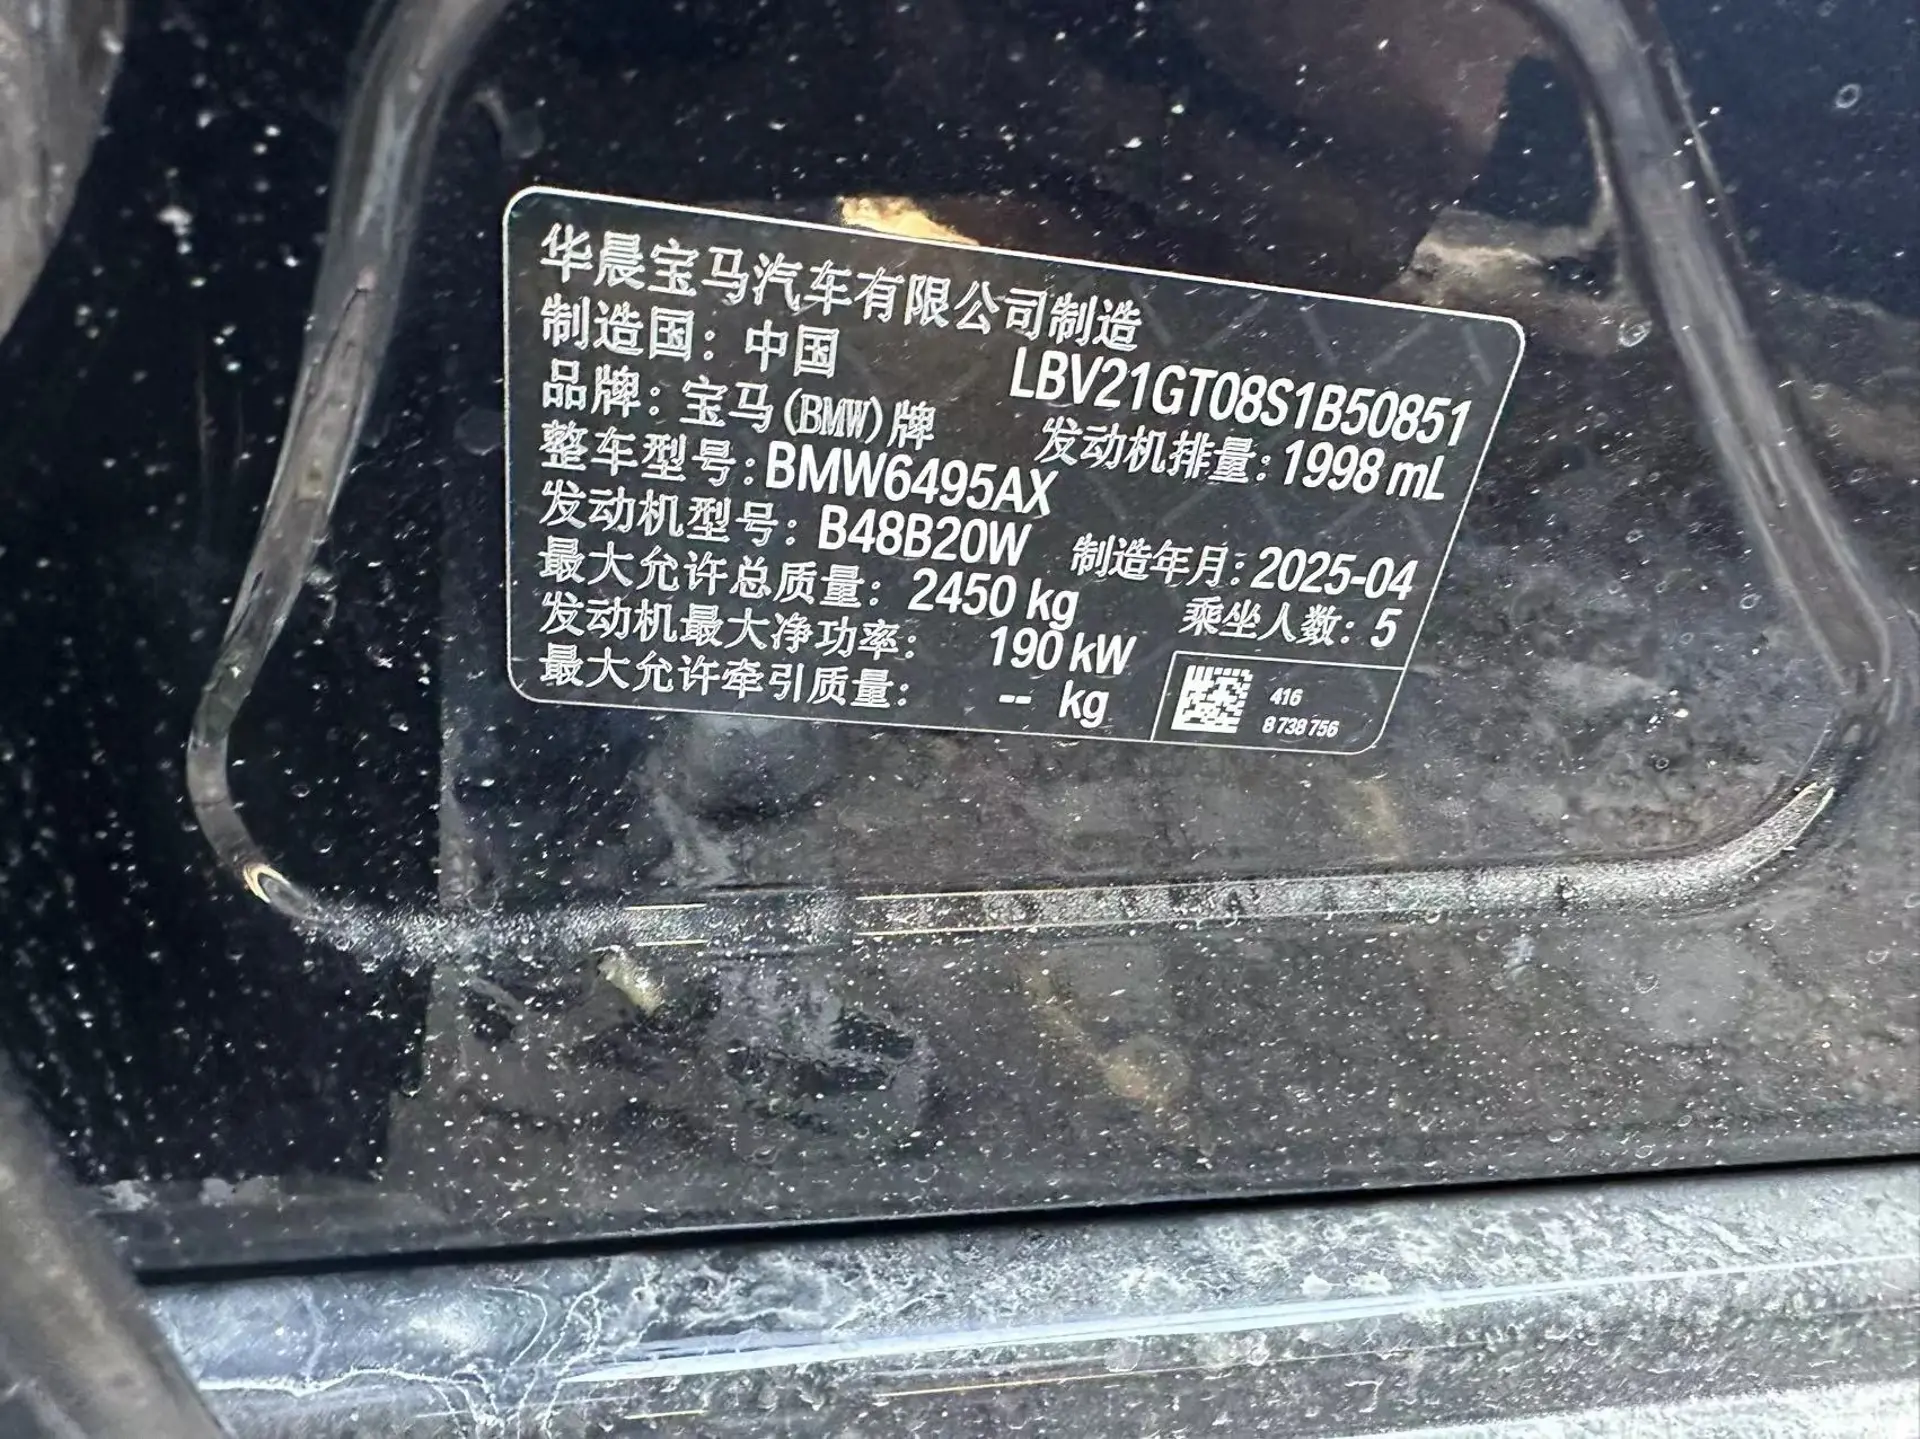 华晨宝马汽车有限公司制造
制造国：中国 LBV21GT08S1B50851
品牌：宝马(BMW)牌 发动机排量：1998 mL
整车型号：BMW6495AX
发动机型号：B48B20W 制造年月：2025-04
最大允许总质量：2450 kg 乘坐人数：5
发动机最大净功率：190 kW
最大允许牵引质量：-- kg
416
8738756